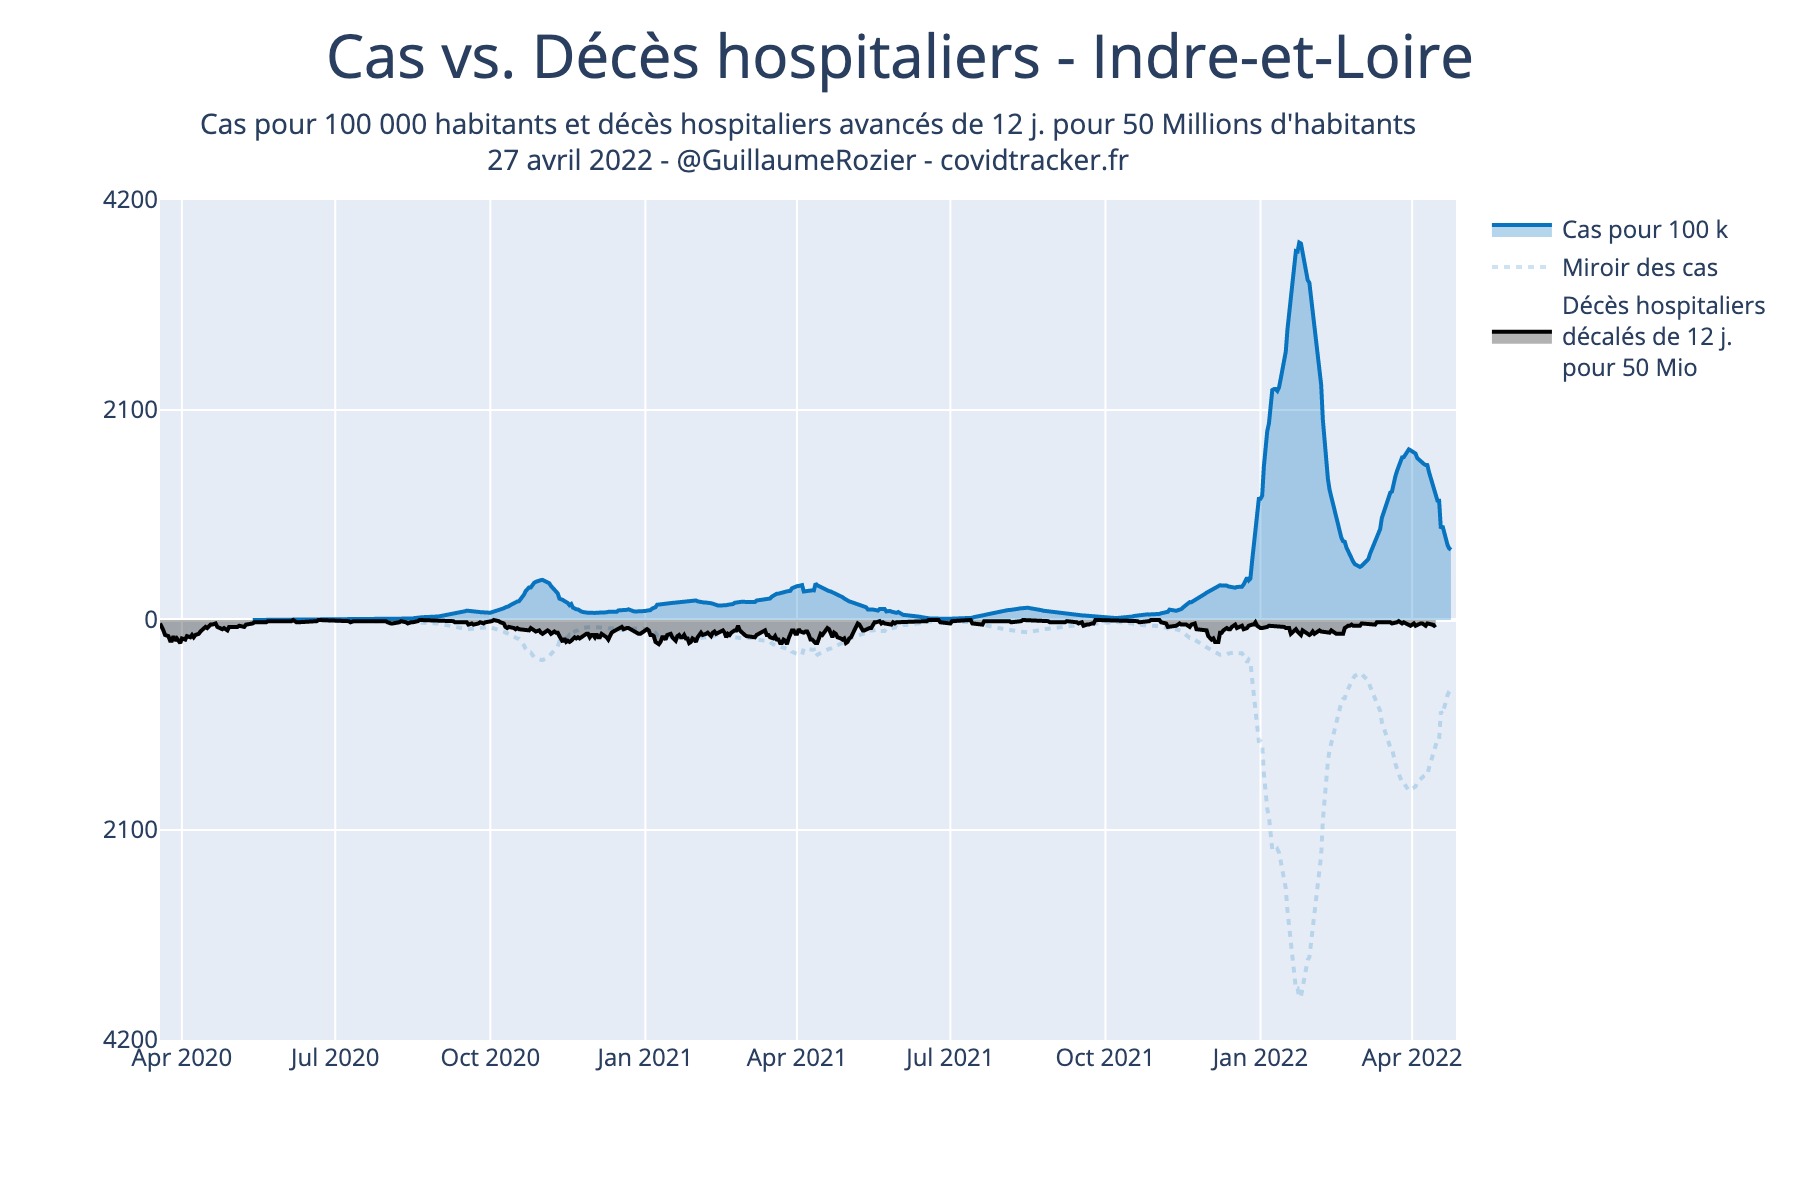 Cas vs. Décès hospitaliers - Indre-et-Loire
Cas pour 100 000 habitants et décès hospitaliers avancés de 12 j. pour 50 Millions d'habitants
27 avril 2022 - @GuillaumeRozier - covidtracker.fr
4200
2100
0
2100
4200
Apr 2020
Jul 2020
Oct 2020
Jan 2021
Apr 2021
Jul 2021
Oct 2021
Jan 2022
Apr 2022
Cas pour 100 k
Miroir des cas
Décès hospitaliers
décalés de 12 j.
pour 50 Mio